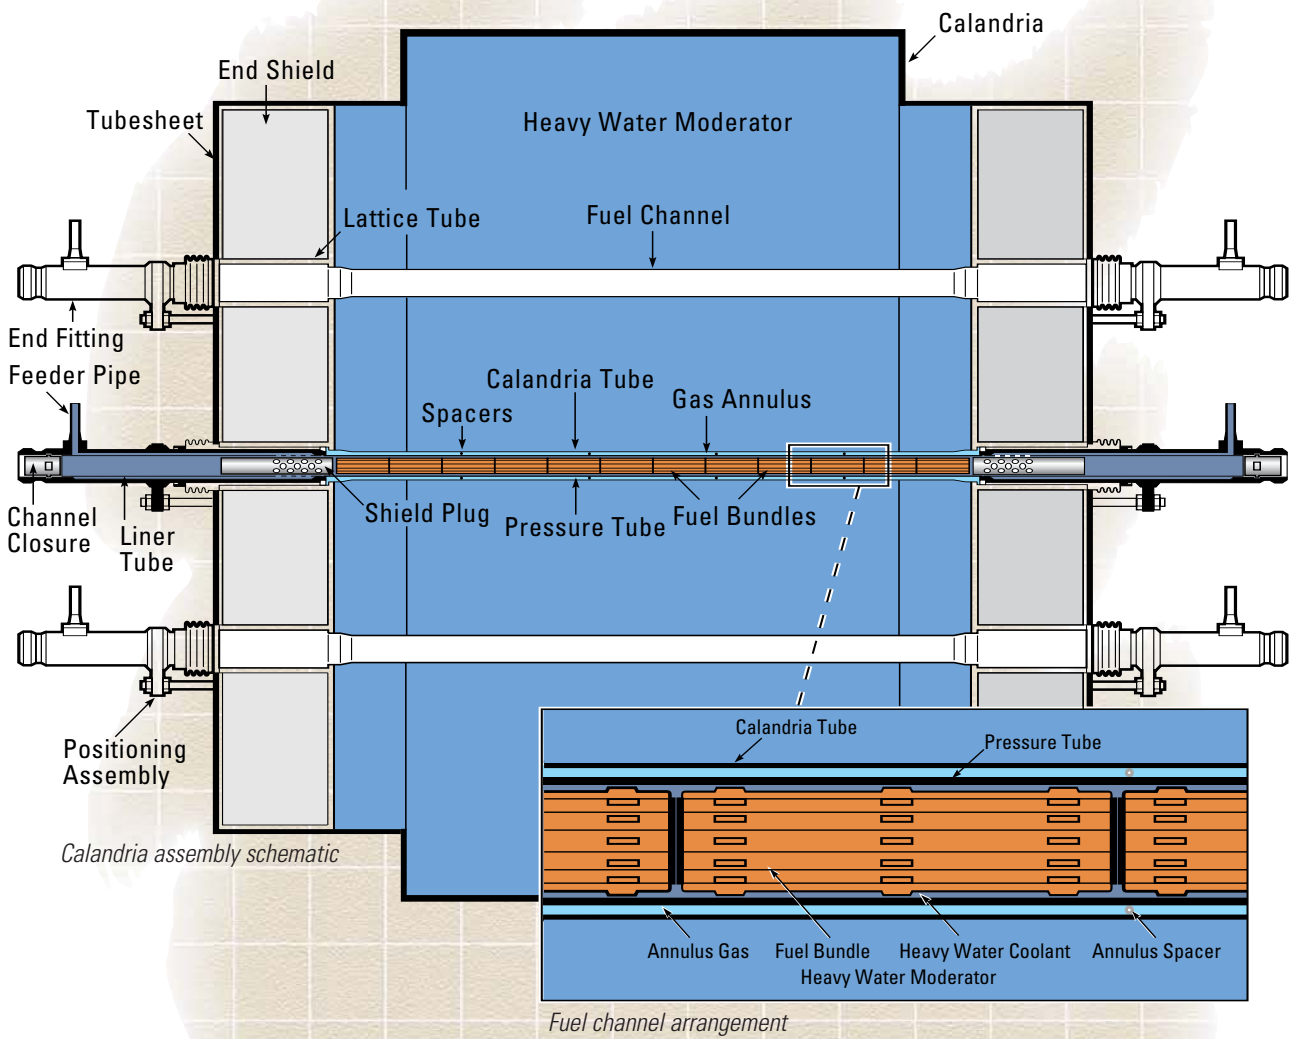 Calandria
End Shield
Tubesheet
Heavy Water Moderator
Lattice Tube
Fuel Channel
End Fitting
Feeder Pipe
Calandria Tube
Gas Annulus
Spacers
Channel
Closure
Liner
Tube
Shield Plug
Pressure Tube
Fuel Bundles
Positioning
Assembly
Calandria assembly schematic
Calandria Tube
Pressure Tube
Annulus Gas
Fuel Bundle
Heavy Water Coolant
Annulus Spacer
Heavy Water Moderator
Fuel channel arrangement